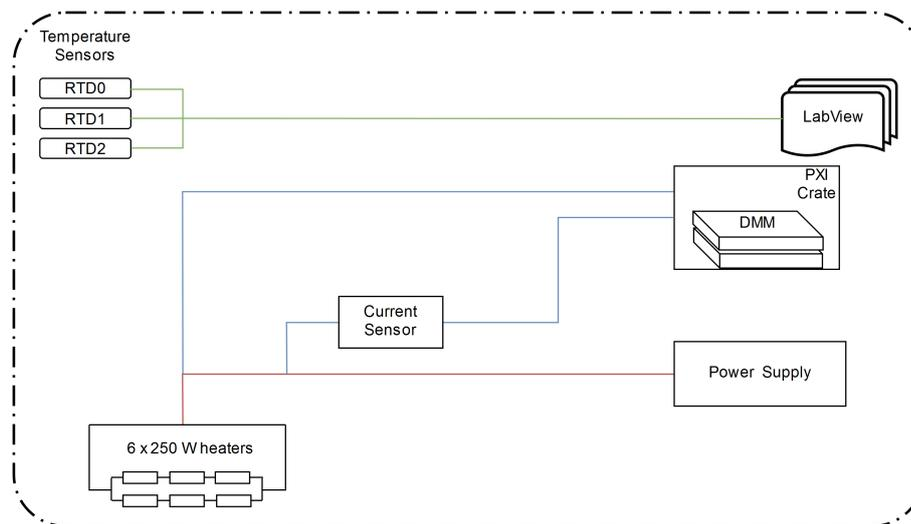 Temperature
Sensors
RTD0
RTD1
RTD2
LabView
PXI
Crate
DMM
Current
Sensor
Power Supply
6 x 250 W heaters